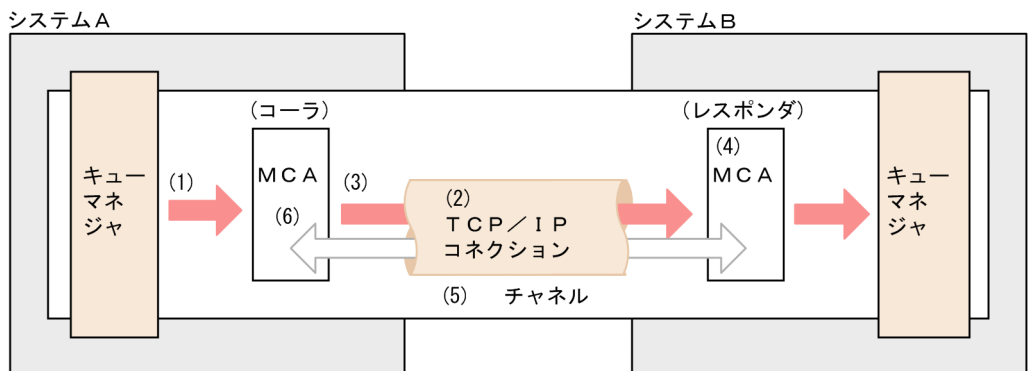 システムA
システムB
(コーラ)
(レスポンダ)
(1)
MCA
(3)
(2)
(4)
MCA
キュー
マネ
ジャ
(6)
TCP/IP
コネクション
キュー
マネ
ジャ
(5) チャネル